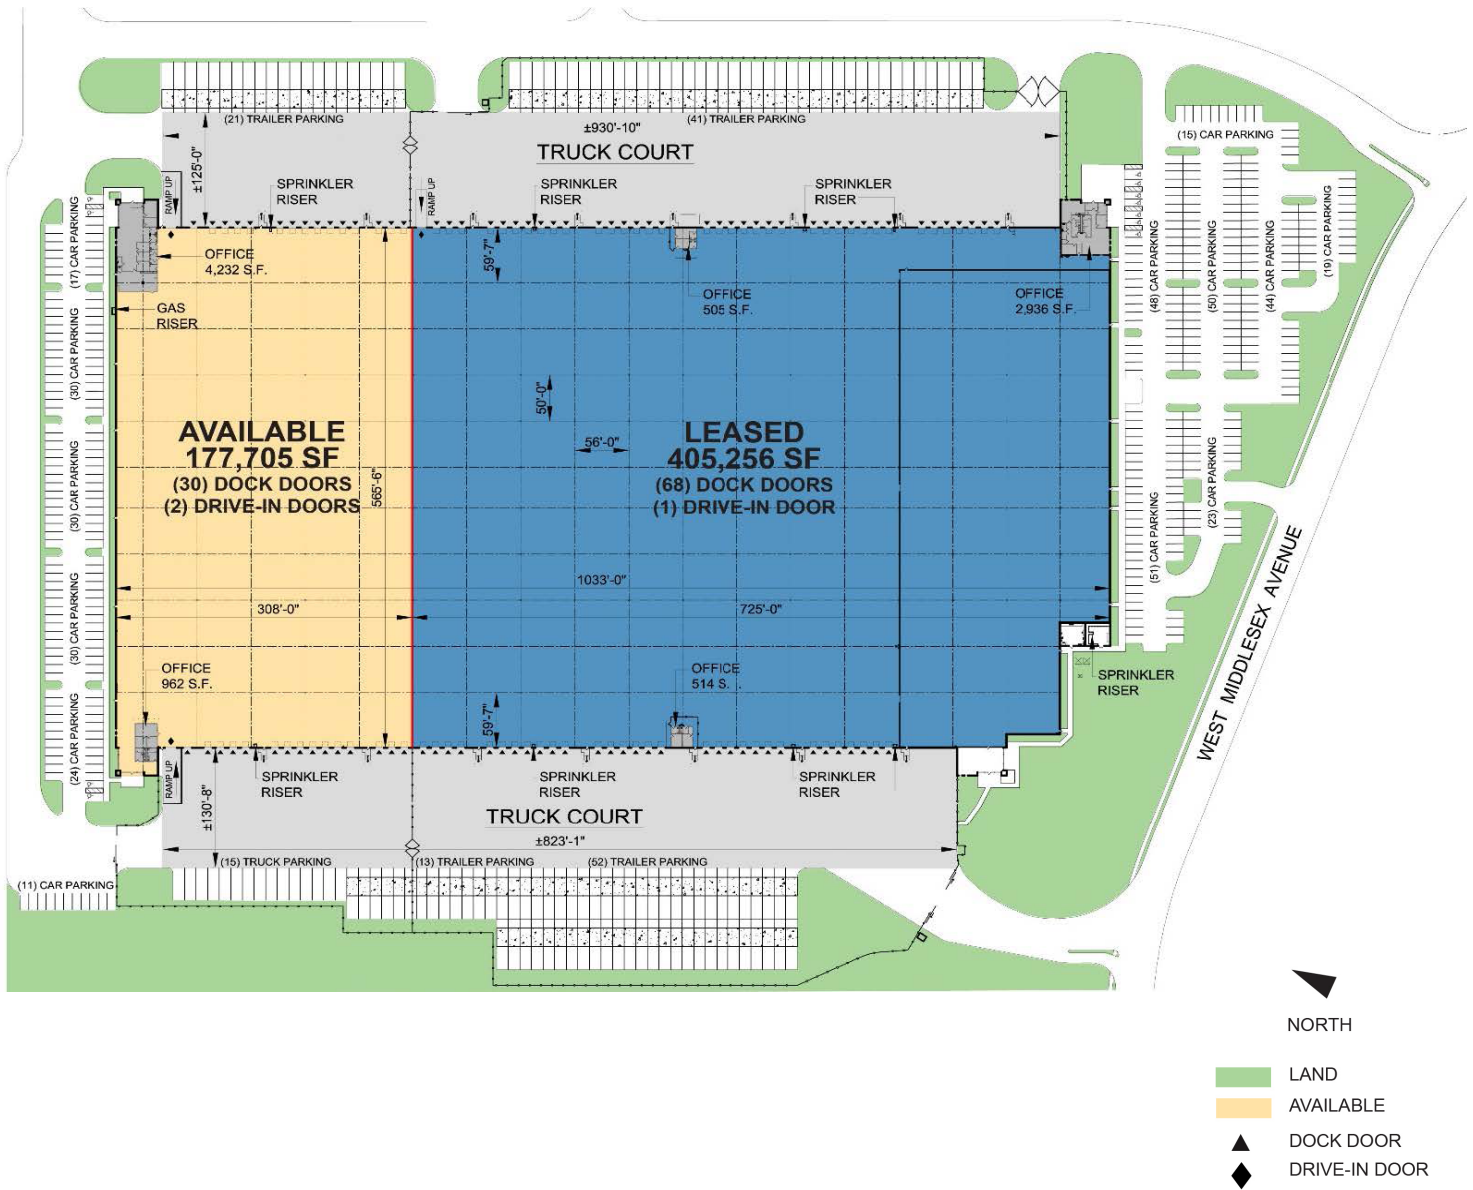 (21) TRAILER PARKING
(41) TRAILER PARKING
±930'-10"
TRUCK COURT
(15) CAR PARKING
±125'-0"
RAMP UP
SPRINKLER
RISER
RAMP UP
SPRINKLER
RISER
SPRINKLER
RISER
(17) CAR PARKING
OFFICE
4,232 S.F.
59'-7"
OFFICE
505 S.F.
OFFICE
2,936 S.F.
(48) CAR PARKING
(50) CAR PARKING
(44) CAR PARKING
(19) CAR PARKING
GAS
RISER
(30) CAR PARKING
50'-0"
AVAILABLE
177,705 SF
(30) DOCK DOORS
(2) DRIVE-IN DOORS
565'-6"
56'-0"
LEASED
405,256 SF
(68) DOCK DOORS
(1) DRIVE-IN DOOR
(30) CAR PARKING
(23) CAR PARKING
(51) CAR PARKING
1033'-0"
308'-0"
725'-0"
(30) CAR PARKING
WEST MIDDLESEX AVENUE
OFFICE
962 S.F.
OFFICE
514 S.
SPRINKLER
RISER
59'-7"
(24) CAR PARKING
RAMP UP
±130'-8"
SPRINKLER
RISER
SPRINKLER
RISER
SPRINKLER
RISER
TRUCK COURT
±823'-1"
(15) TRUCK PARKING
(13) TRAILER PARKING
(52) TRAILER PARKING
(11) CAR PARKING
NORTH
LAND
AVAILABLE
DOCK DOOR
DRIVE-IN DOOR